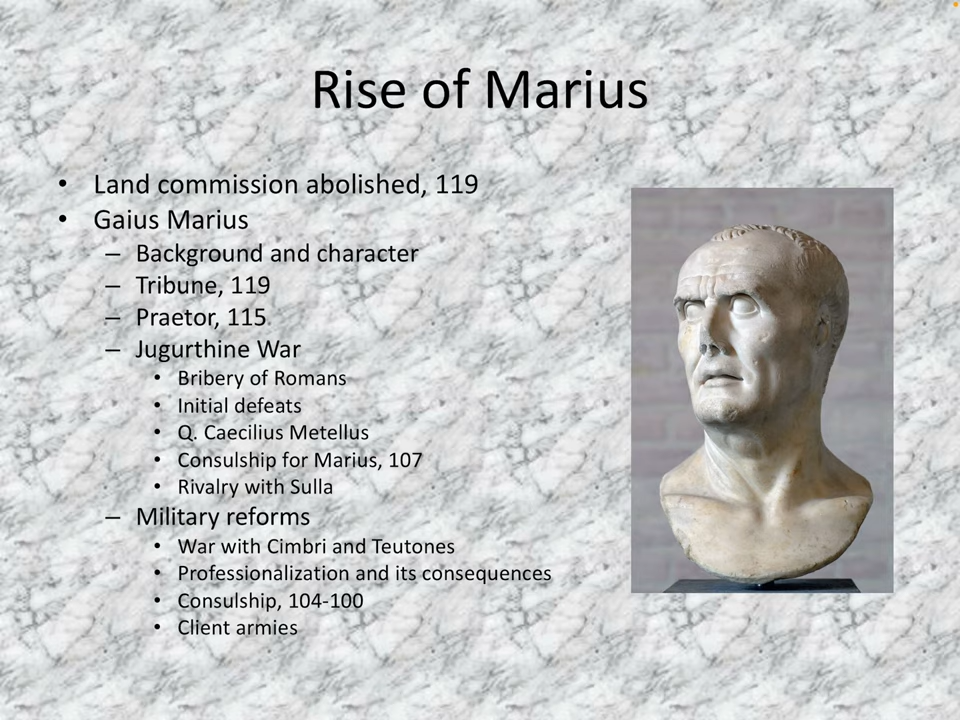 Rise of Marius
• Land commission abolished, 119
• Gaius Marius
– Background and character
– Tribune, 119
– Praetor, 115
– Jugurthine War
• Bribery of Romans
• Initial defeats
• Q. Caecilius Metellus
• Consulship for Marius, 107
• Rivalry with Sulla
– Military reforms
• War with Cimbri and Teutones
• Professionalization and its consequences
• Consulship, 104-100
• Client armies